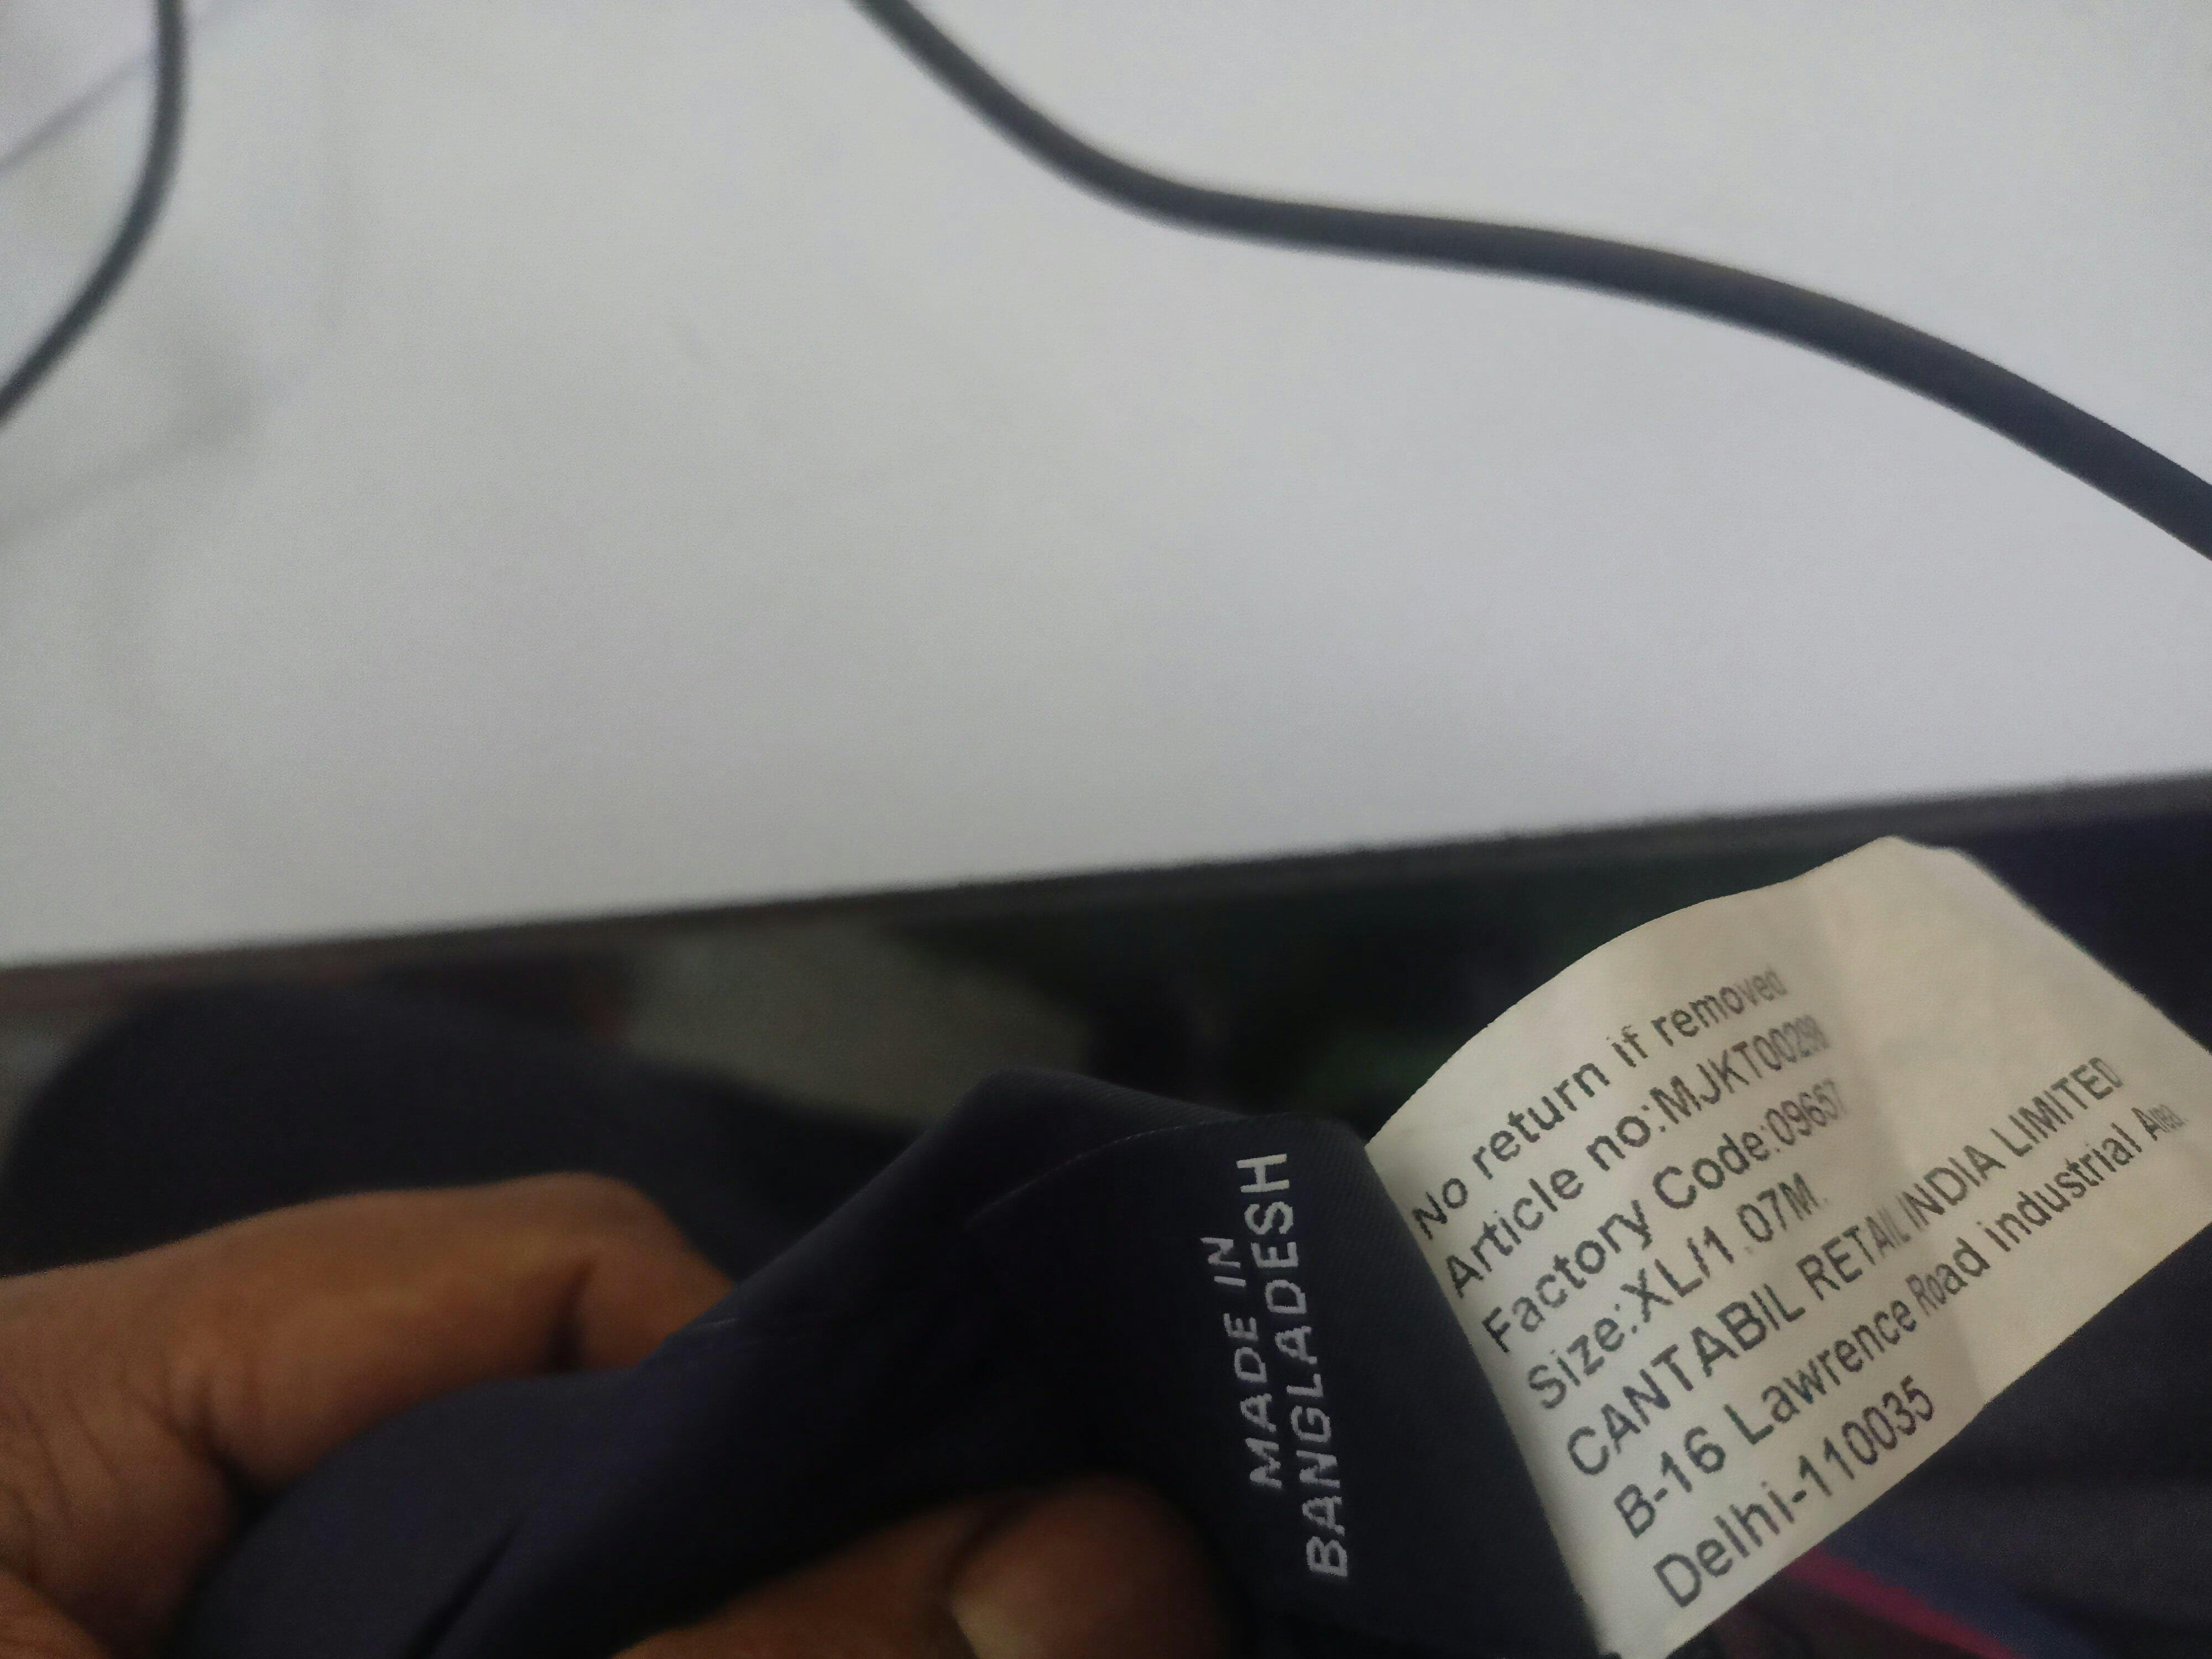 MADE IN
BANGLADESH
No return if removed
Article no:MJKT00298
Factory Code:09657
Size:XL/1.07M.
CANTABIL RETAIL INDIA LIMITED
B-16 Lawrence Road industrial Area
Delhi-110035